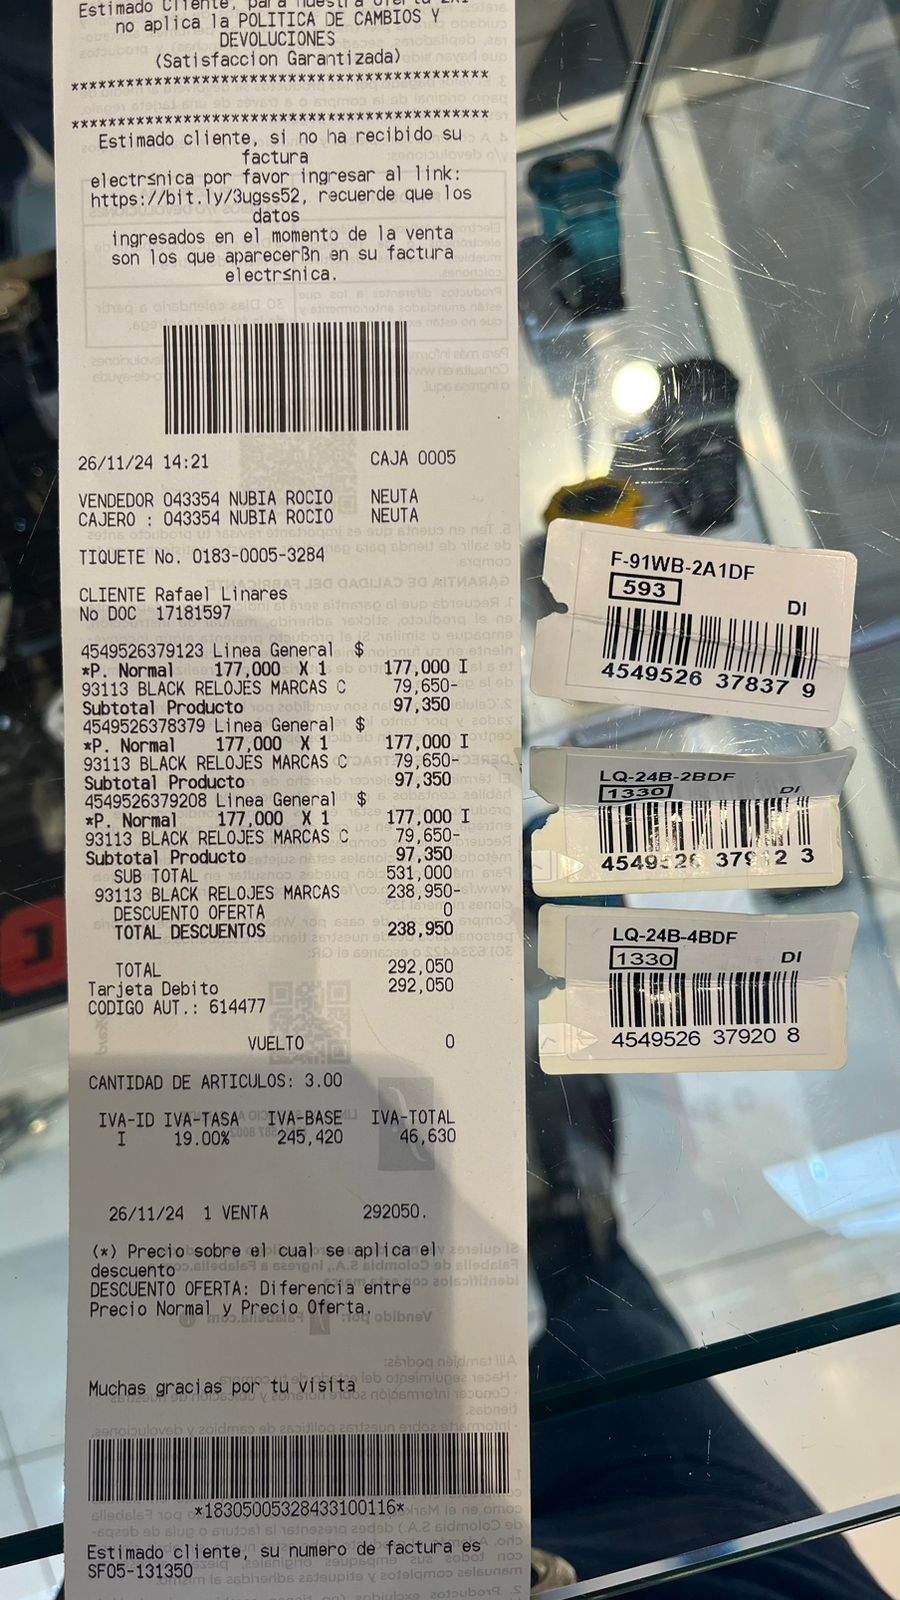 Estimado Cliente, para nuestra oferta 2X1
no aplica la POLITICA DE CAMBIOS Y
DEVOLUCIONES
(Satisfaccion Garantizada)
********************************************
********************************************
Estimado cliente, si no ha recibido su
factura
electrsnica por favor ingresar al link:
https://bit.ly/3ugss52, recuerde que los
datos
ingresados en el momento de la venta
son los que aparecerßn en su factura
electrsnica.
26/11/24 14:21 CAJA 0005
VENDEDOR 043354 NUBIA ROCIO NEUTA
CAJERO : 043354 NUBIA ROCIO NEUTA
TIQUETE No. 0183-0005-3284
CLIENTE Rafael Linares
No DOC 17181597
4549526379123 Linea General $
*P. Normal 177,000 X 1 177,000 I
93113 BLACK RELOJES MARCAS C 79,650-
Subtotal Producto 97,350
4549526378379 Linea General $
*P. Normal 177,000 X 1 177,000 I
93113 BLACK RELOJES MARCAS C 79,650-
Subtotal Producto 97,350
4549526379208 Linea General $
*P. Normal 177,000 X 1 177,000 I
93113 BLACK RELOJES MARCAS C 79,650-
Subtotal Producto 97,350
SUB TOTAL 531,000
93113 BLACK RELOJES MARCAS 238,950-
DESCUENTO OFERTA 0
TOTAL DESCUENTOS 238,950
TOTAL 292,050
Tarjeta Debito 292,050
CODIGO AUT.: 614477
VUELTO 0
CANTIDAD DE ARTICULOS: 3.00
IVA-ID IVA-TASA IVA-BASE IVA-TOTAL
I 19.00% 245,420 46,630
26/11/24 1 VENTA 292050.
(*) Precio sobre el cual se aplica el
descuento
DESCUENTO OFERTA: Diferencia entre
Precio Normal y Precio Oferta.
Muchas gracias por tu visita
*18305005328433100116*
Estimado cliente, su numero de factura es
SF05-131350
F-91WB-2A1DF
593
DI
4549526 37837 9
LQ-24B-2BDF
1330
DI
4549526 379 2 3
LQ-24B-4BDF
1330
DI
4549526 37920 8